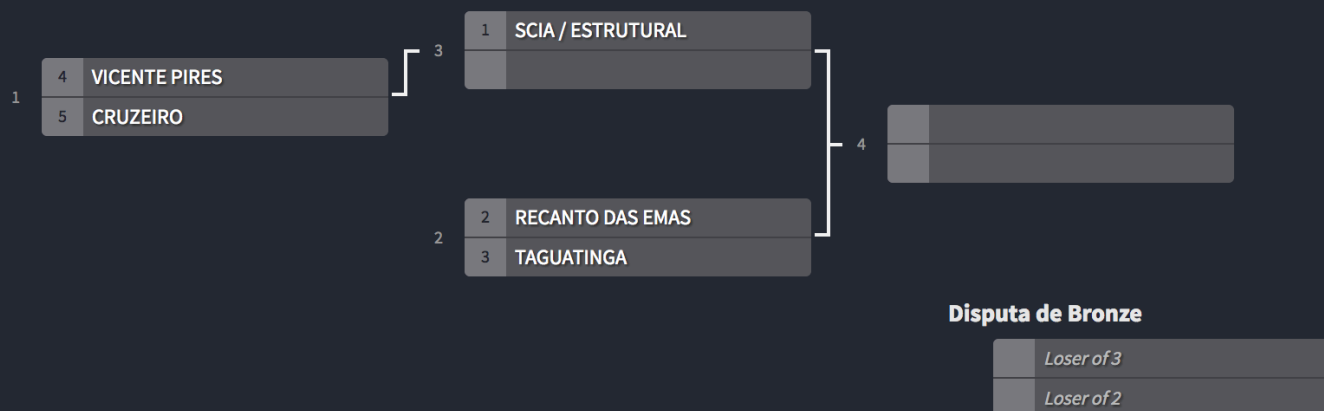 1
4 VICENTE PIRES
5 CRUZEIRO
3
1 SCIA / ESTRUTURAL
2
2 RECANTO DAS EMAS
3 TAGUATINGA
4
Disputa de Bronze
Loser of 3
Loser of 2